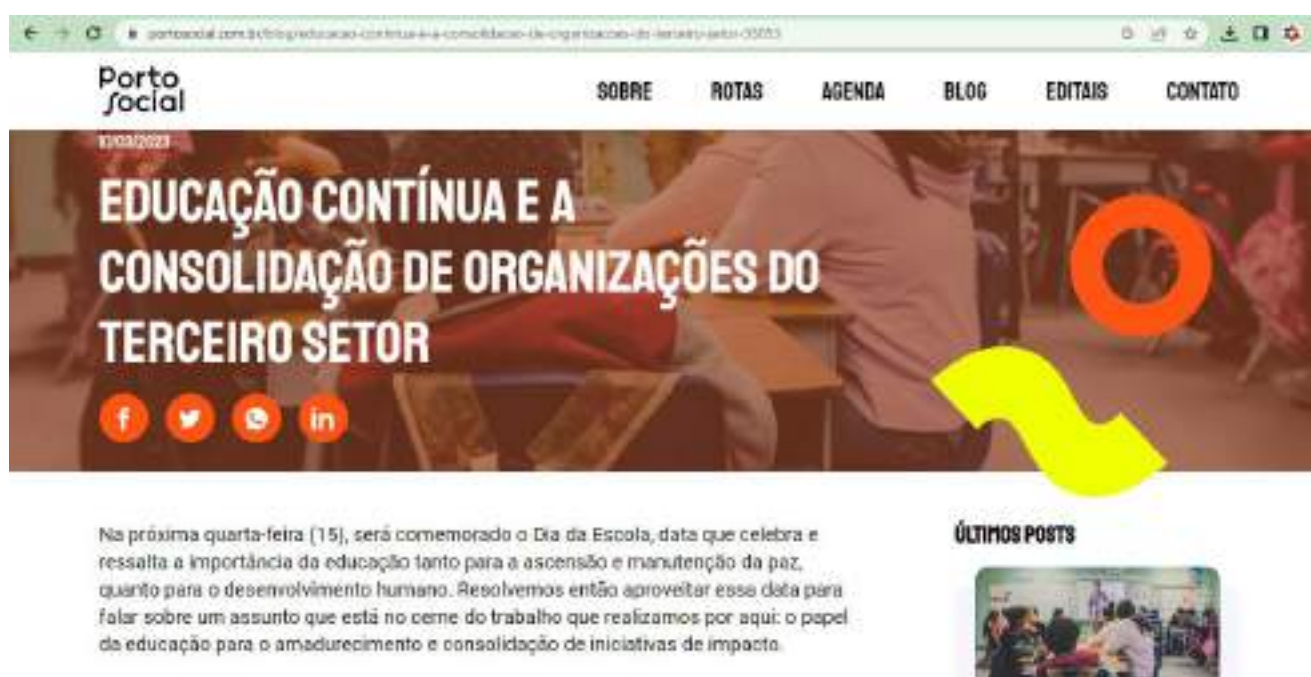 Porto
Social
SOBRE ROTAS AGENDA BLOG EDITAIS CONTATO
10/03/2023
EDUCAÇÃO CONTÍNUA E A
CONSOLIDAÇÃO DE ORGANIZAÇÕES DO
TERCEIRO SETOR
Na próxima quarta-feira (15), será comemorado o Dia da Escola, data que celebra e
ressalta a importância da educação tanto para a ascensão e manutenção da paz,
quanto para o desenvolvimento humano. Resolvemos então aproveitar essa data para
falar sobre um assunto que está no cerne do trabalho que realizamos por aqui: o papel
da educação para o amadurecimento e consolidação de iniciativas de impacto.
ÚLTIMOS POSTS